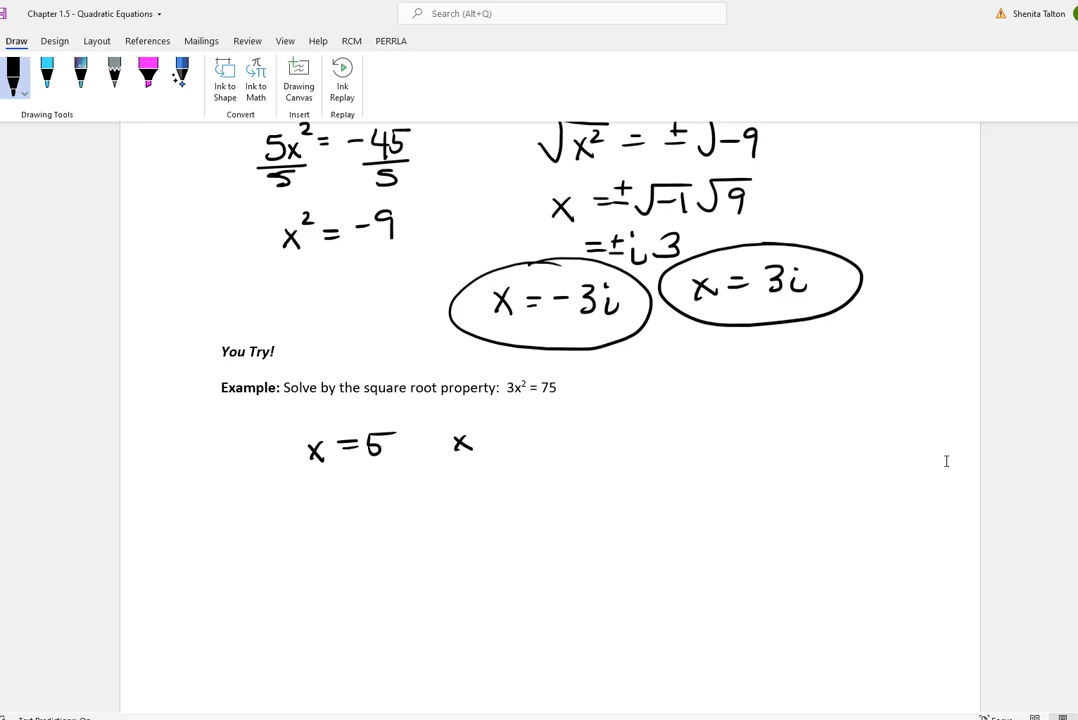 Chapter 1.5 - Quadratic Equations
Search (Alt+Q)
Shenita Talton
Draw Design Layout References Mailings Review View Help RCM PERRLA
Ink to Shape
Ink to Math
Drawing Canvas
Ink Replay
Drawing Tools Convert Insert Replay
5x² = -45
5 5
x² = -9
√x² = ± √-9
x = ± √-1 √9
= ± i 3
x = -3i
x = 3i
You Try!
Example: Solve by the square root property: 3x² = 75
x = 5 x